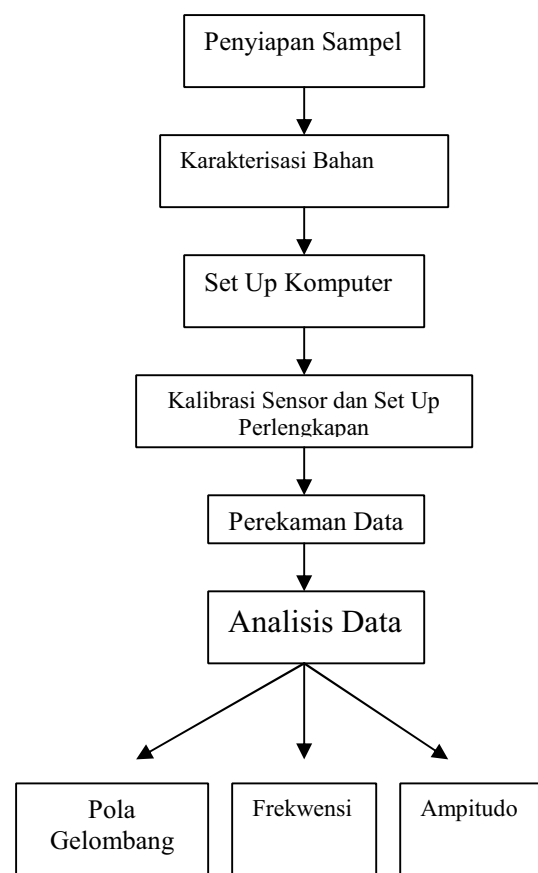 Penyiapan Sampel
Karakterisasi Bahan
Set Up Komputer
Kalibrasi Sensor dan Set Up
Perlengkapan
Perekaman Data
Analisis Data
Pola
Gelombang
Frekwensi
Ampitudo